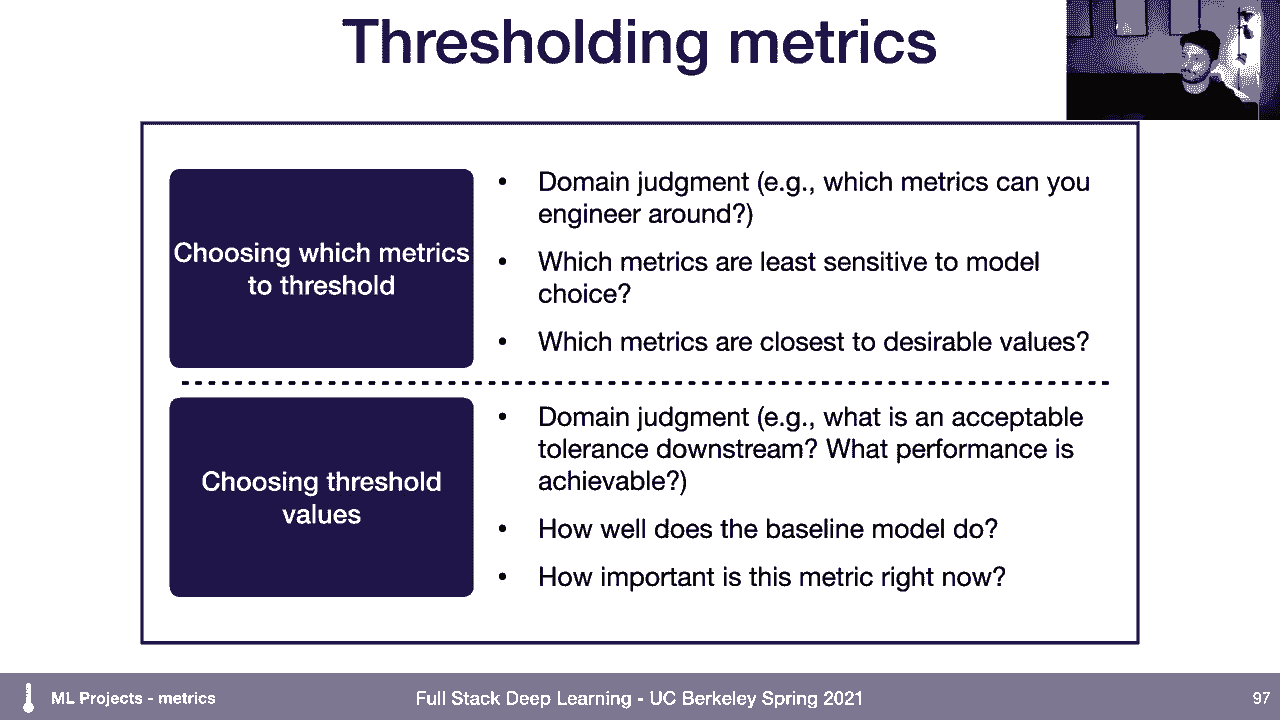 Thresholding metrics
Choosing which metrics
to threshold
• Domain judgment (e.g., which metrics can you
engineer around?)
• Which metrics are least sensitive to model
choice?
• Which metrics are closest to desirable values?
Choosing threshold
values
• Domain judgment (e.g., what is an acceptable
tolerance downstream? What performance is
achievable?)
• How well does the baseline model do?
• How important is this metric right now?
ML Projects - metrics
Full Stack Deep Learning - UC Berkeley Spring 2021
97